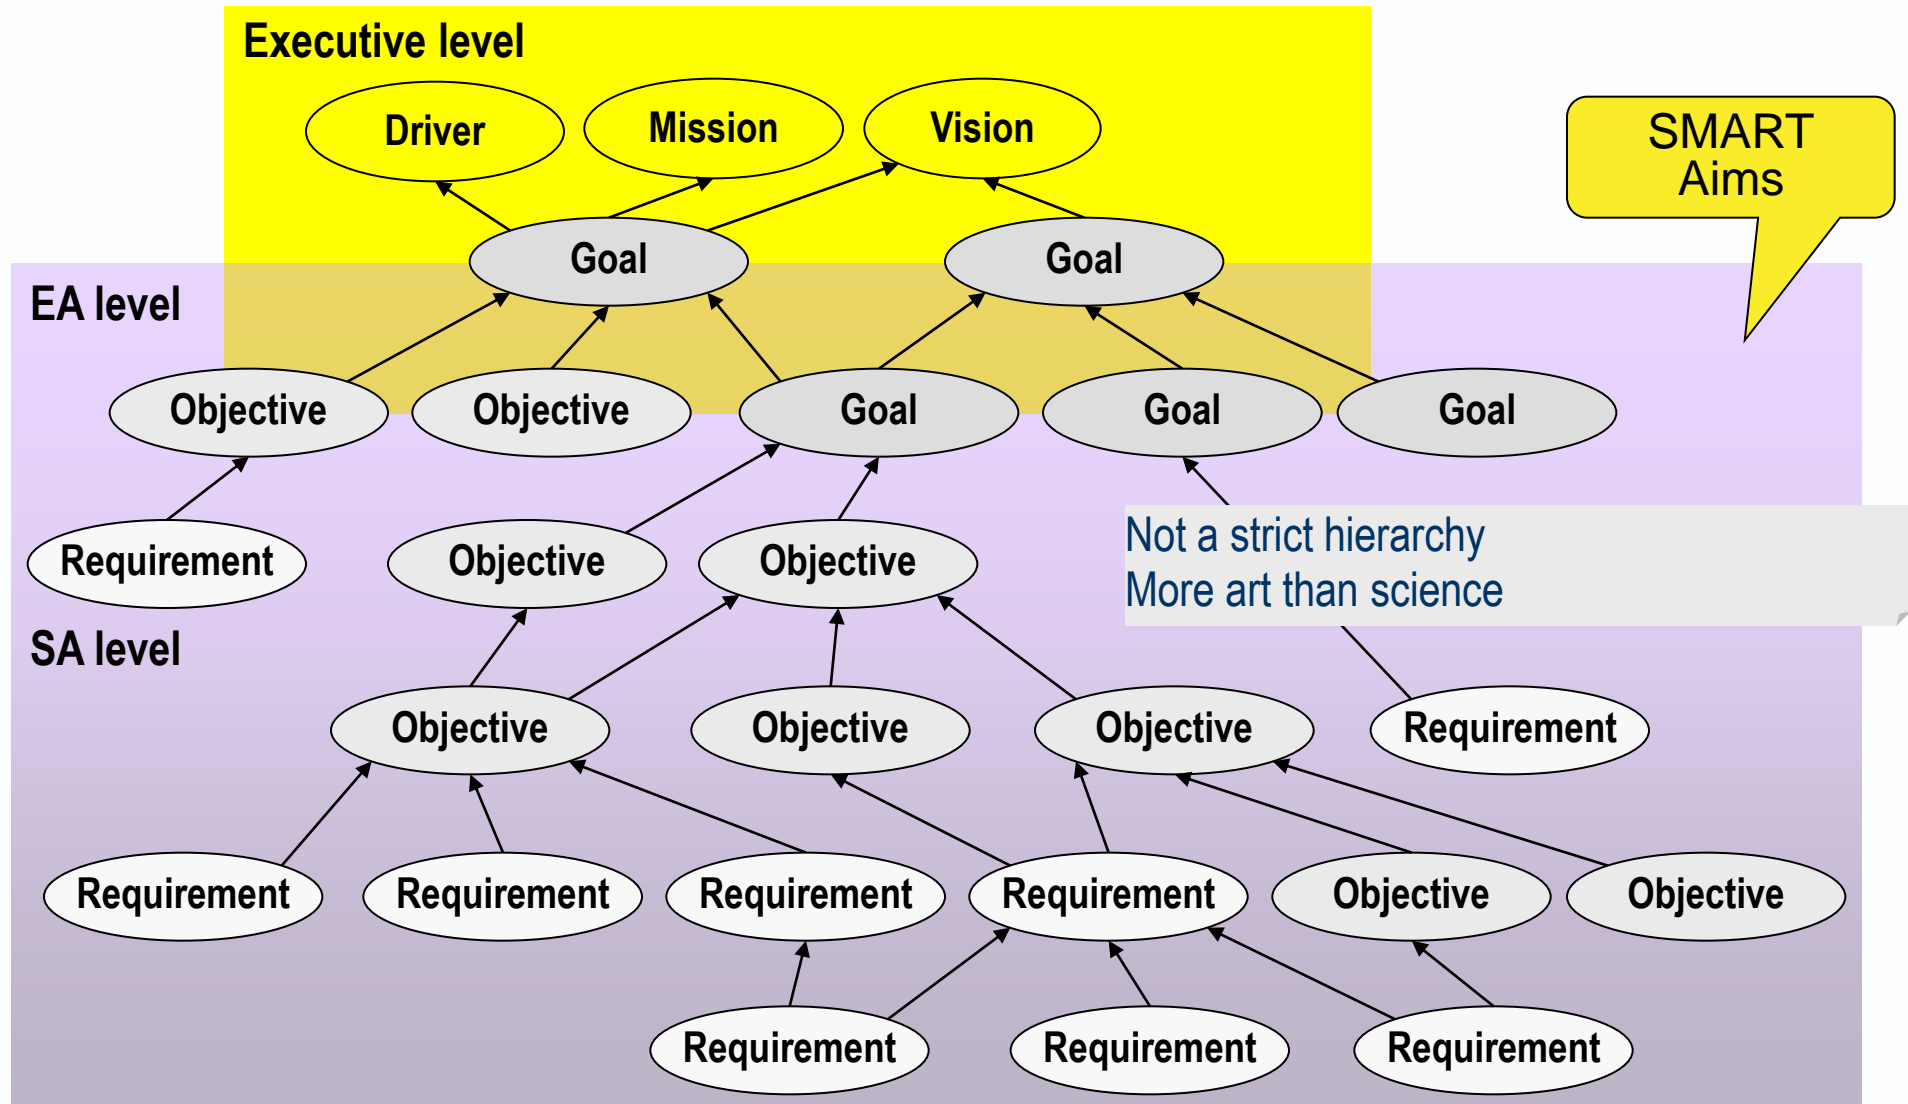 Executive level
Driver
Mission
Vision
SMART
Aims
Goal
Goal
EA level
Objective
Objective
Goal
Goal
Goal
Requirement
Objective
Objective
Not a strict hierarchy
More art than science
SA level
Objective
Objective
Objective
Requirement
Requirement
Requirement
Requirement
Requirement
Objective
Objective
Requirement
Requirement
Requirement